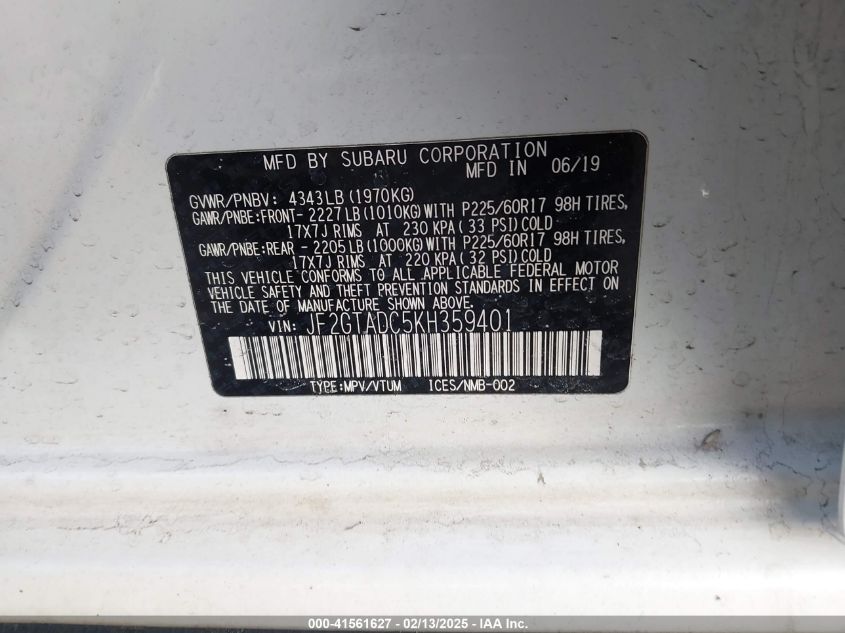 MFD BY SUBARU CORPORATION
MFD IN 06/19
GVWR/PNBV: 4343LB(1970KG)
GAWR/PNBE:FRONT- 2227LB(1010KG)WITH P225/60R17 98H TIRES,
17X7J RIMS AT 230 KPA(33 PSI)COLD
GAWR/PNBE:REAR - 2205LB(1000KG)WITH P225/60R17 98H TIRES,
17X7J RIMS AT 220 KPA(32 PSI)COLD
THIS VEHICLE CONFORMS TO ALL APPLICABLE FEDERAL MOTOR
VEHICLE SAFETY AND THEFT PREVENTION STANDARDS IN EFFECT ON
THE DATE OF MANUFACTURE SHOWN ABOVE.
VIN: JF2GTADC5KH359401
TYPE:MPV/VTUM ICES/NMB-002
000-41561627 - 02/13/2025 - IAA Inc.